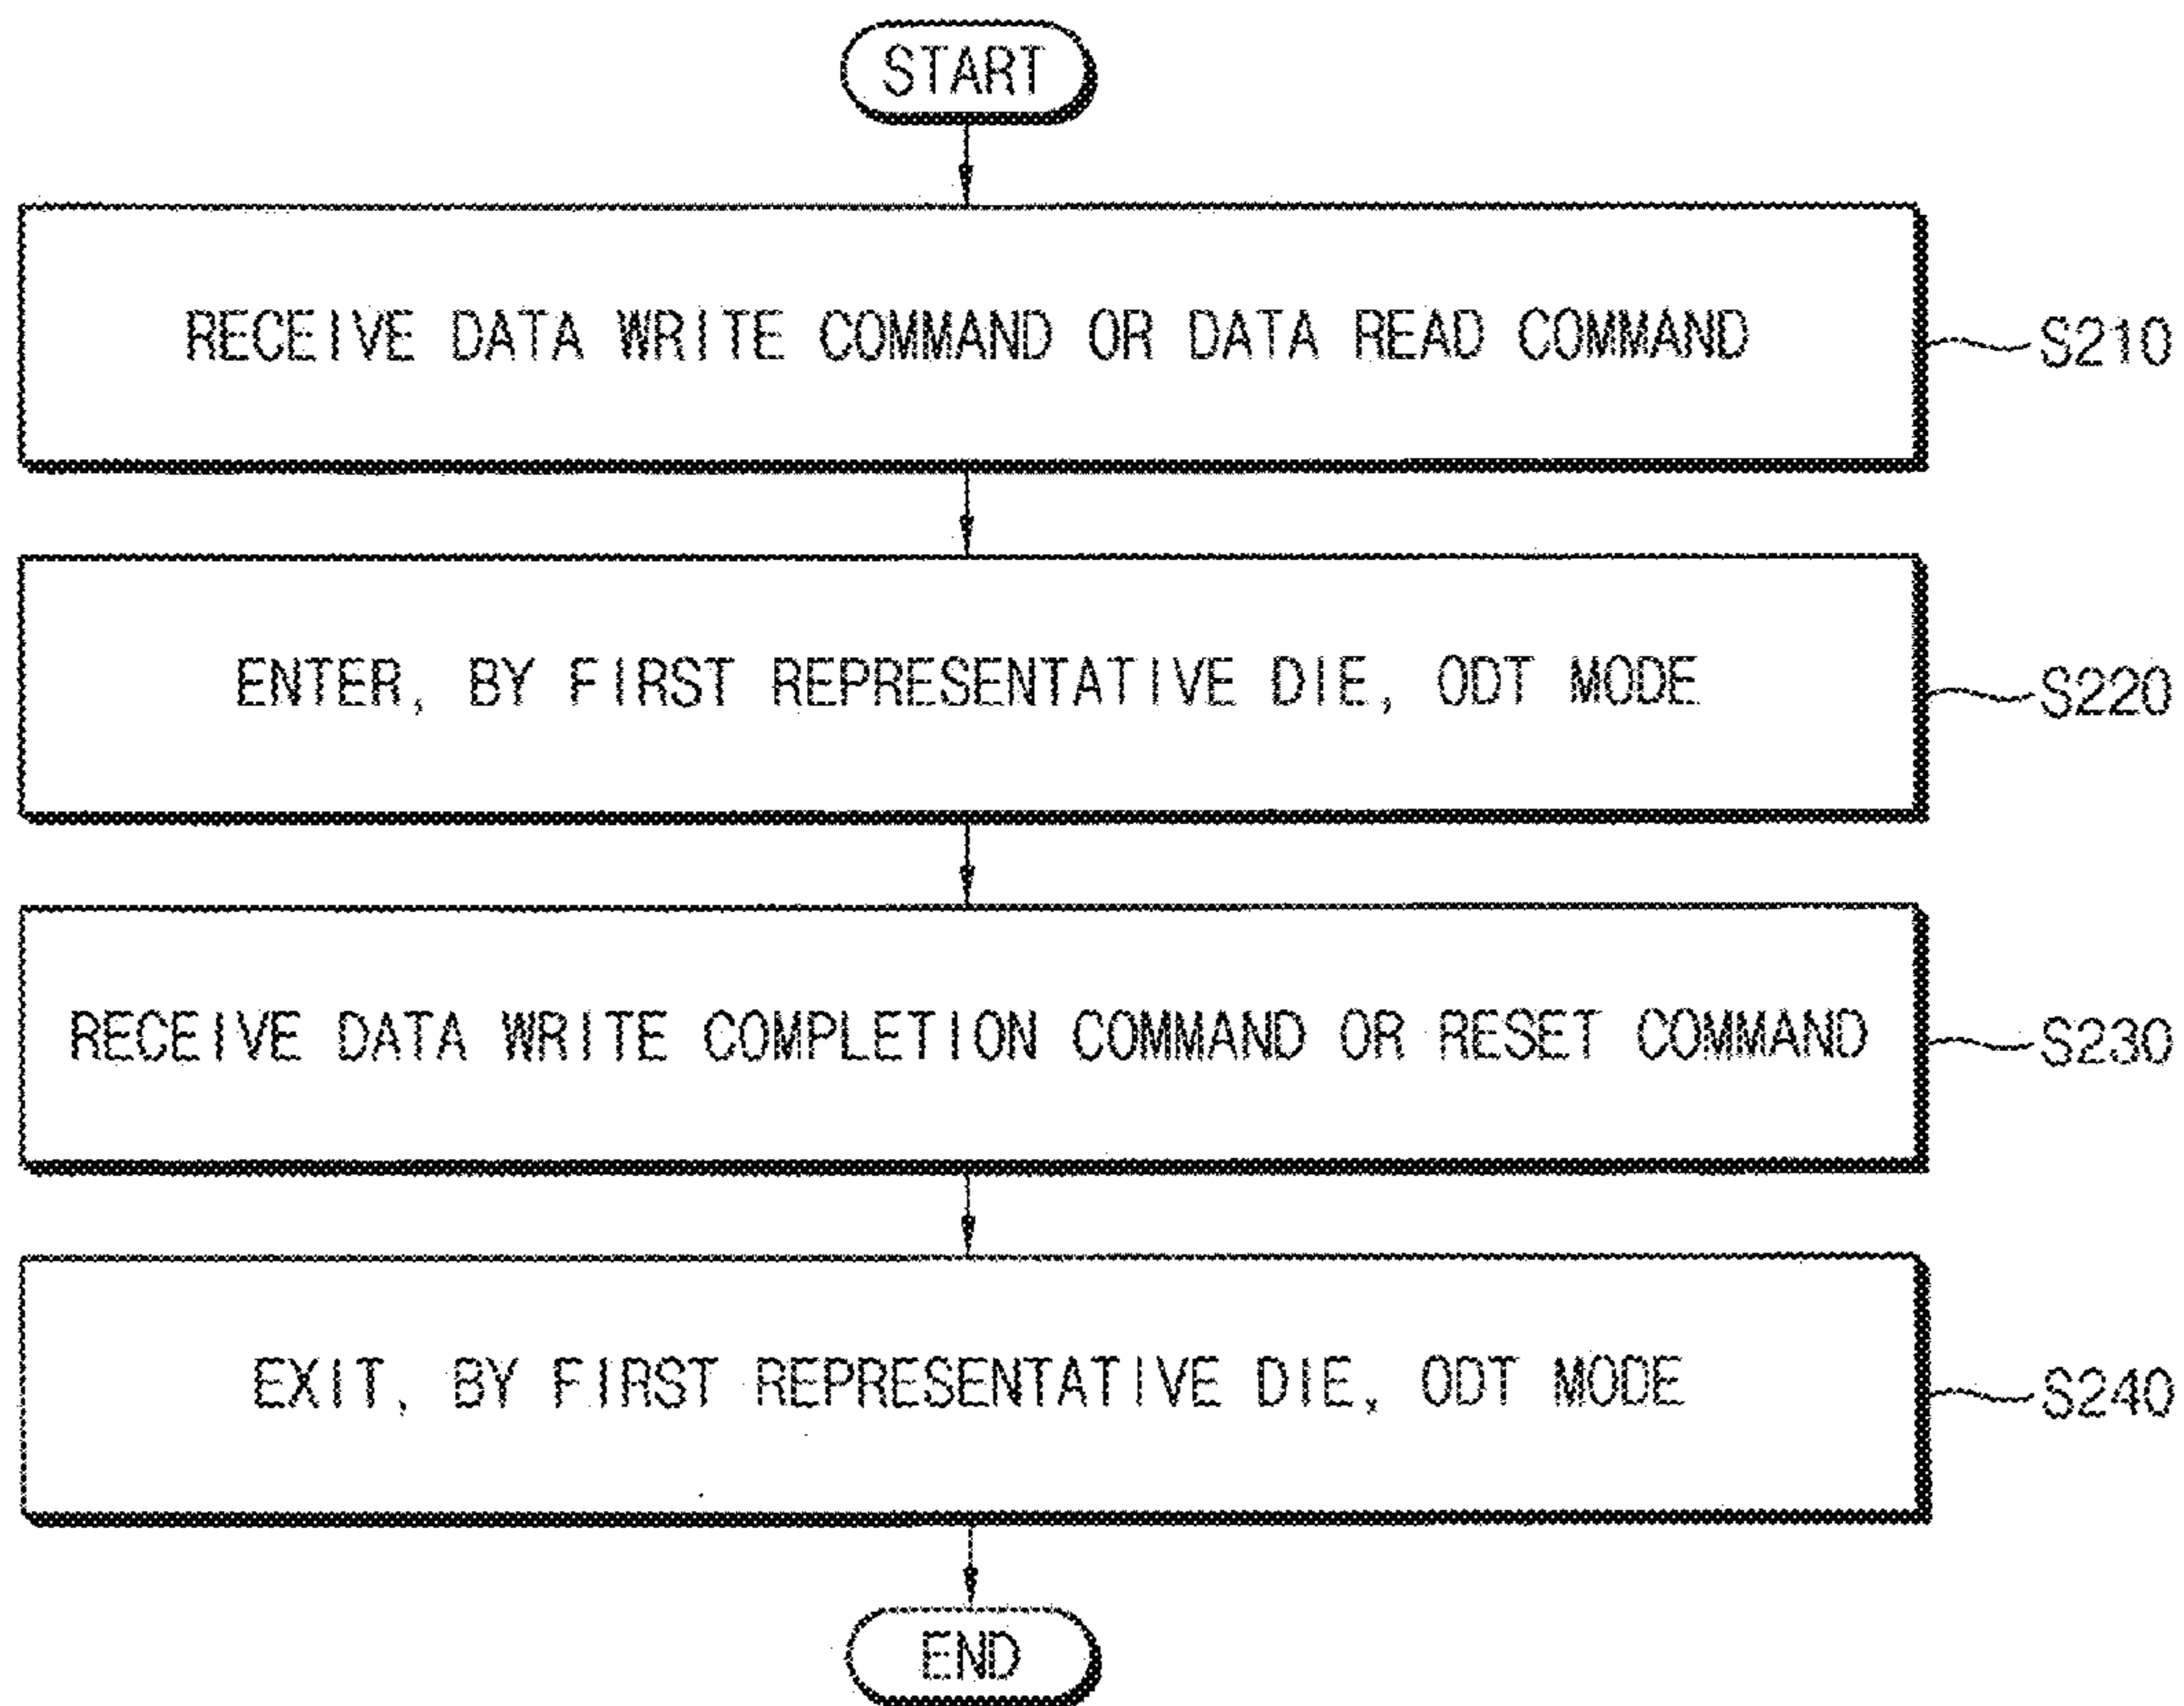 START
RECEIVE DATA WRITE COMMAND OR DATA READ COMMAND
S210
ENTER, BY FIRST REPRESENTATIVE DIE, ODT MODE
S220
RECEIVE DATA WRITE COMPLETION COMMAND OR RESET COMMAND
S230
EXIT, BY FIRST REPRESENTATIVE DIE, ODT MODE
S240
END